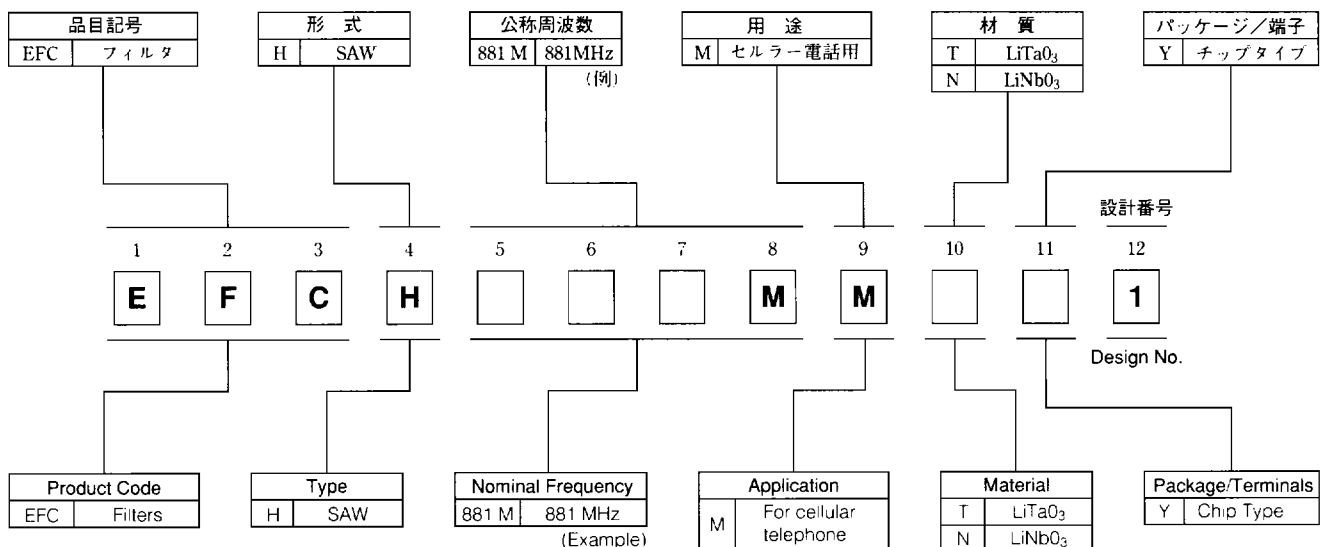 品目記号 形 式 公称周波数 用 途 材 質 パッケージ/端子
EFC フィルタ H SAW 881 M 881MHz M セルラー電話用 T LiTaO₃ Y チップタイプ
(例) N LiNbO₃
設計番号
1 2 3 4 5 6 7 8 9 10 11 12
E F C H M M 1
Design No.
Product Code Type Nominal Frequency Application Material Package/Terminals
EFC Filters H SAW 881 M 881 MHz M For cellular T LiTaO₃ Y Chip Type
(Example) telephone N LiNbO₃